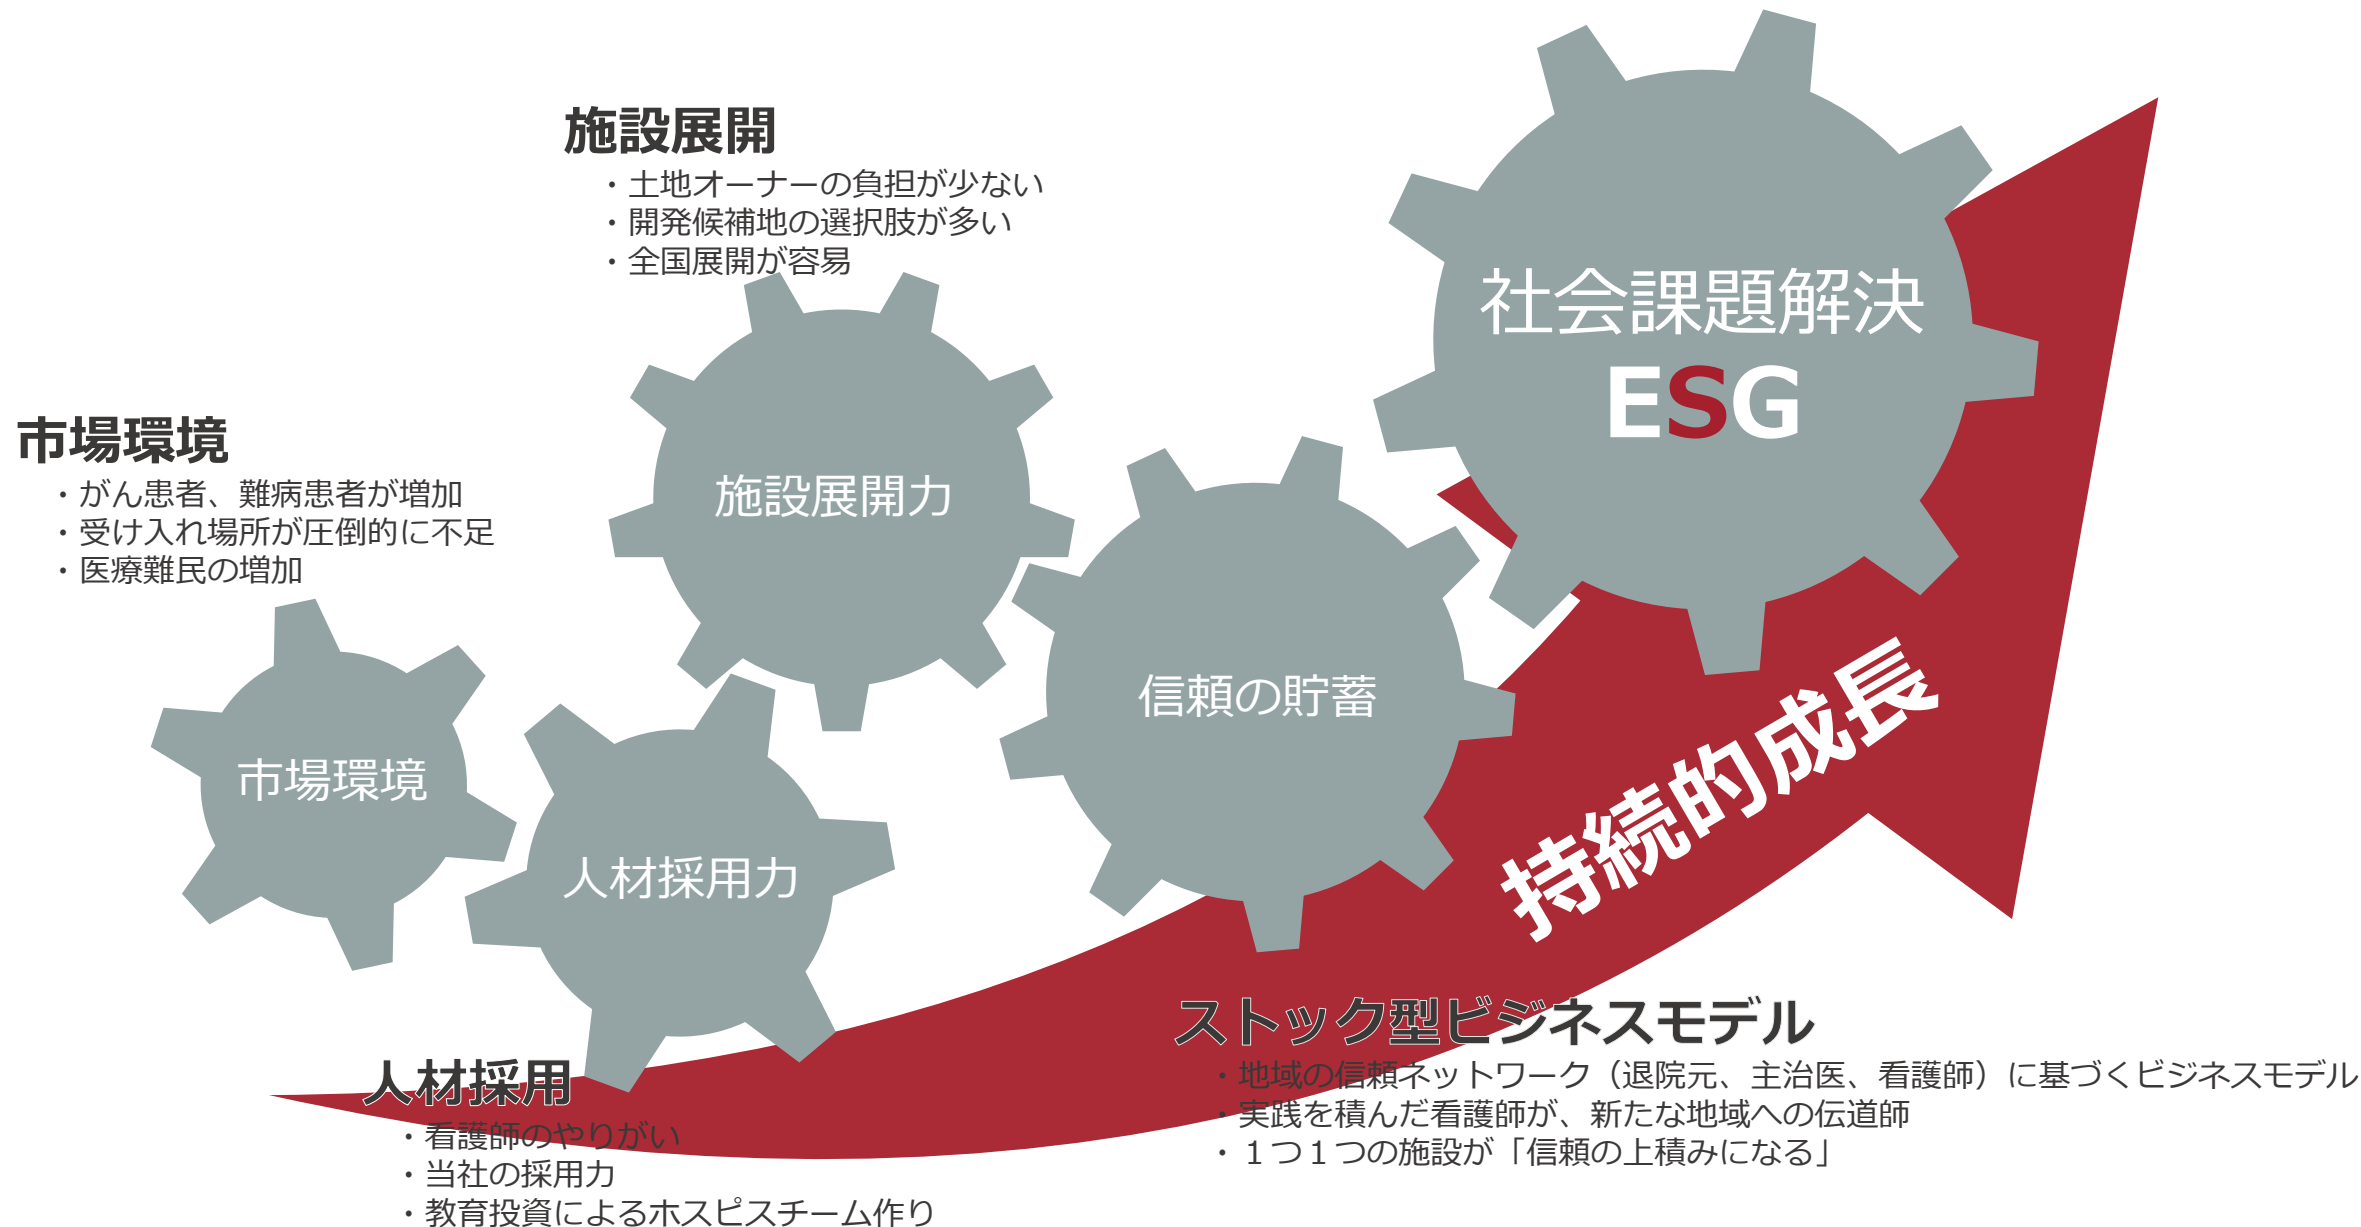 施設展開
・土地オーナーの負担が少ない
・開発候補地の選択肢が多い
・全国展開が容易
市場環境
・がん患者、難病患者が増加
・受け入れ場所が圧倒的に不足
・医療難民の増加
社会課題解決
ESG
施設展開力
信頼の貯蓄
市場環境
人材採用力
持続的成長
人材採用
・看護師のやりがい
・当社の採用力
・教育投資によるホスピスチーム作り
ストック型ビジネスモデル
・地域の信頼ネットワーク（退院元、主治医、看護師）に基づくビジネスモデル
・実践を積んだ看護師が、新たな地域への伝道師
・１つ１つの施設が「信頼の上積みになる」